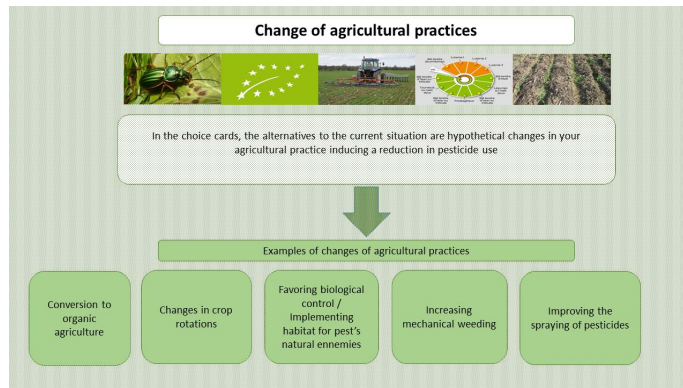 Change of agricultural practices
In the choice cards, the alternatives to the current situation are hypothetical changes in your
agricultural practice inducing a reduction in pesticide use
Examples of changes of agricultural practices
Conversion to
organic
agriculture
Changes in crop
rotations
Favoring biological
control /
Implementing
habitat for pest's
natural ennemies
Increasing
mechanical weeding
Improving the
spraying of pesticides